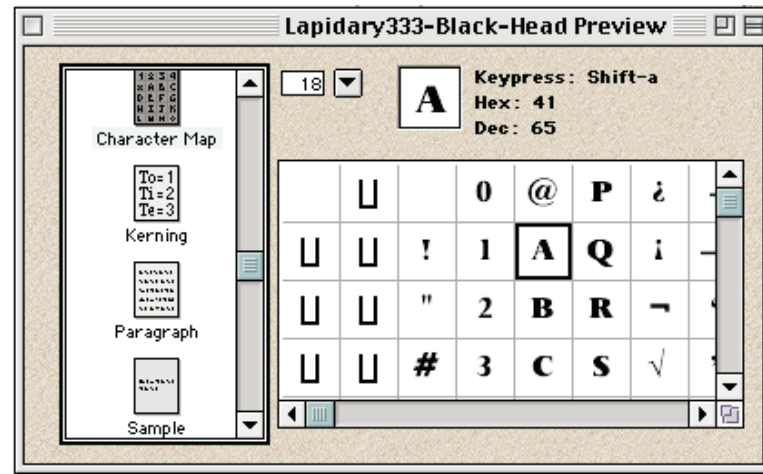 Lapidary333-Black-Head Preview
Character Map
To=1
Ti=2
Te=3
Kerning
Paragraph
Sample
18
A
Keypress: Shift-a
Hex: 41
Dec: 65
0 @ P ¿
! 1 A Q ¡
" 2 B R ¬
# 3 C S √